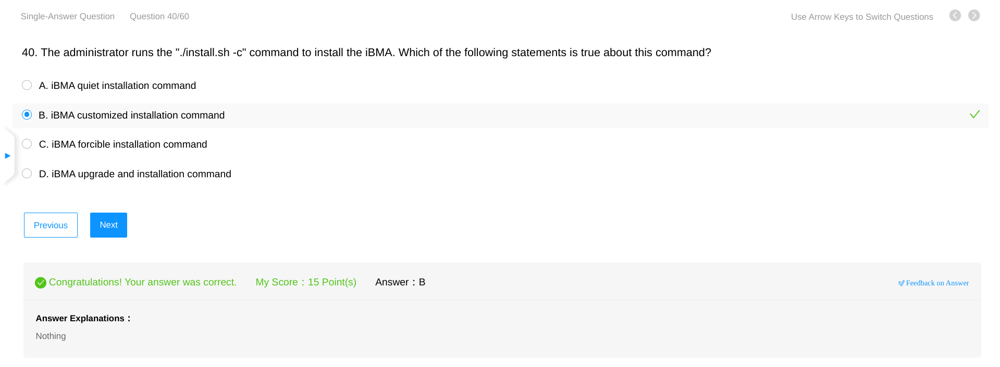 Single-Answer Question Question 40/60 Use Arrow Keys to Switch Questions
40. The administrator runs the "./install.sh -c" command to install the iBMA. Which of the following statements is true about this command?
A. iBMA quiet installation command
B. iBMA customized installation command
C. iBMA forcible installation command
D. iBMA upgrade and installation command
Previous Next
Congratulations! Your answer was correct. My Score：15 Point(s) Answer：B Feedback on Answer
Answer Explanations：
Nothing